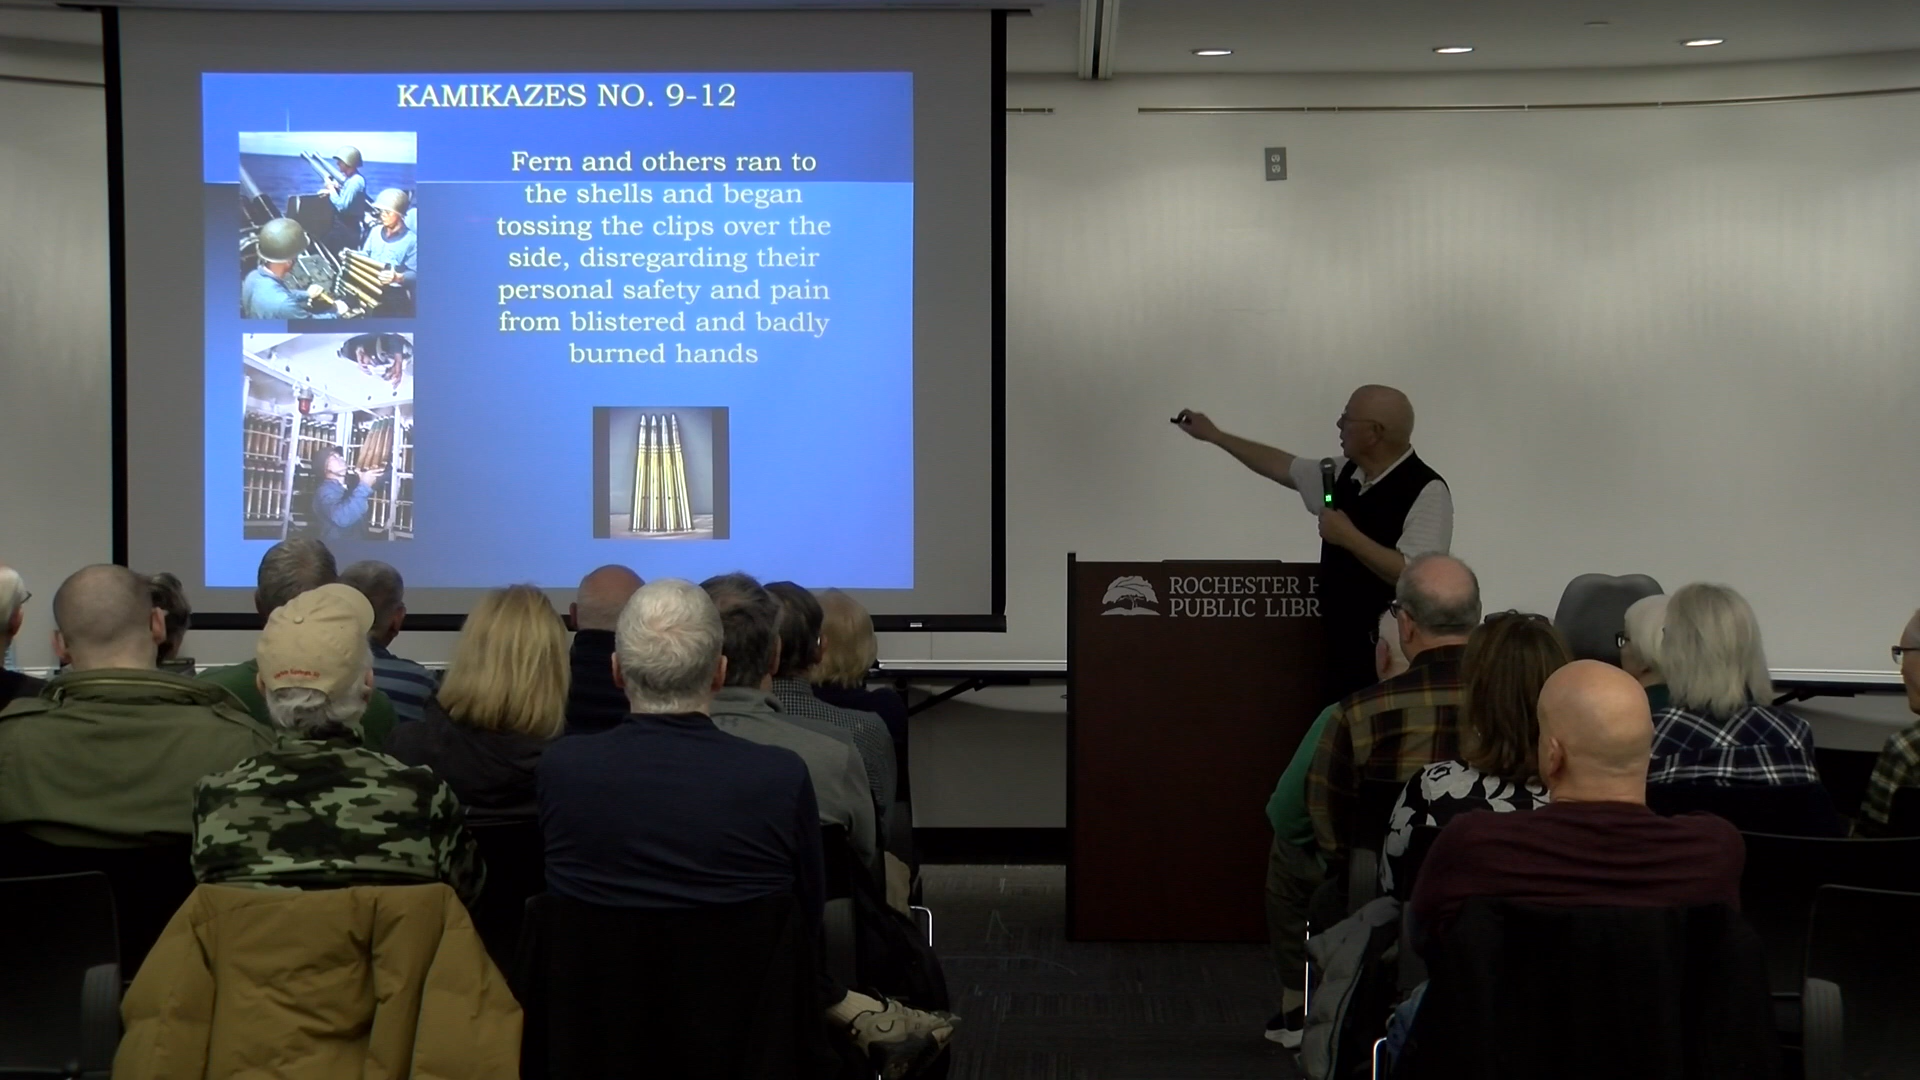 KAMIKAZES NO. 9-12
Fern and others ran to
the shells and began
tossing the clips over the
side, disregarding their
personal safety and pain
from blistered and badly
burned hands
ROCHESTER H
PUBLIC LIBR